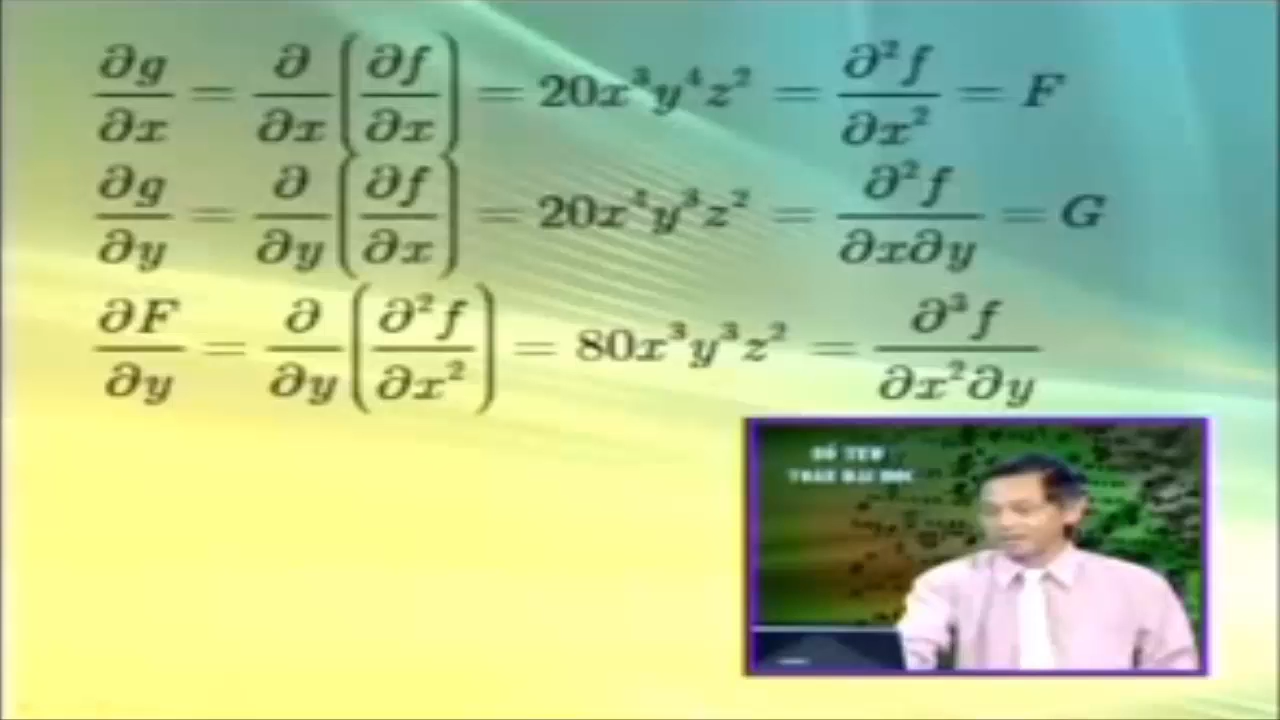 ∂g/∂x = ∂/∂x (∂f/∂x) = 20x³y⁴z² = ∂²f/∂x² = F
∂g/∂y = ∂/∂y (∂f/∂x) = 20x⁴y³z² = ∂²f/∂x∂y = G
∂F/∂y = ∂/∂y (∂²f/∂x²) = 80x³y³z² = ∂³f/∂x²∂y